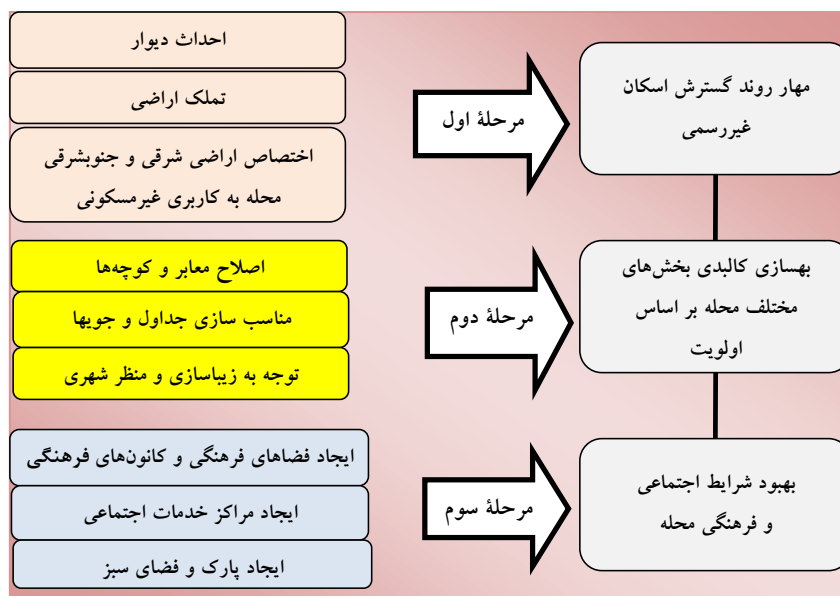 مهار روند گسترش اسکان
غیررسمی
مرحلۀ اول
احداث دیوار
تملک اراضی
اختصاص اراضی شرقی و جنوبشرقی
محله به کاربری غیرمسکونی
بهسازی کالبدی بخش‌های
مختلف محله بر اساس
اولویت
مرحلۀ دوم
اصلاح معابر و کوچه‌ها
مناسب سازی جداول و جویها
توجه به زیباسازی و منظر شهری
بهبود شرایط اجتماعی
و فرهنگی محله
مرحلۀ سوم
ایجاد فضاهای فرهنگی و کانون‌های فرهنگی
ایجاد مراکز خدمات اجتماعی
ایجاد پارک و فضای سبز